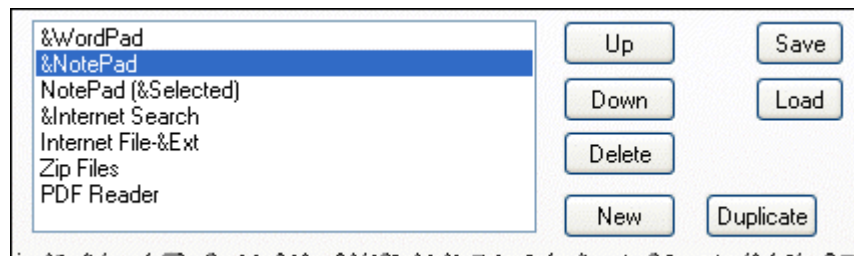 &WordPad
&NotePad
NotePad (&Selected)
&Internet Search
Internet File-&Ext
Zip Files
PDF Reader
Up
Save
Down
Load
Delete
New
Duplicate